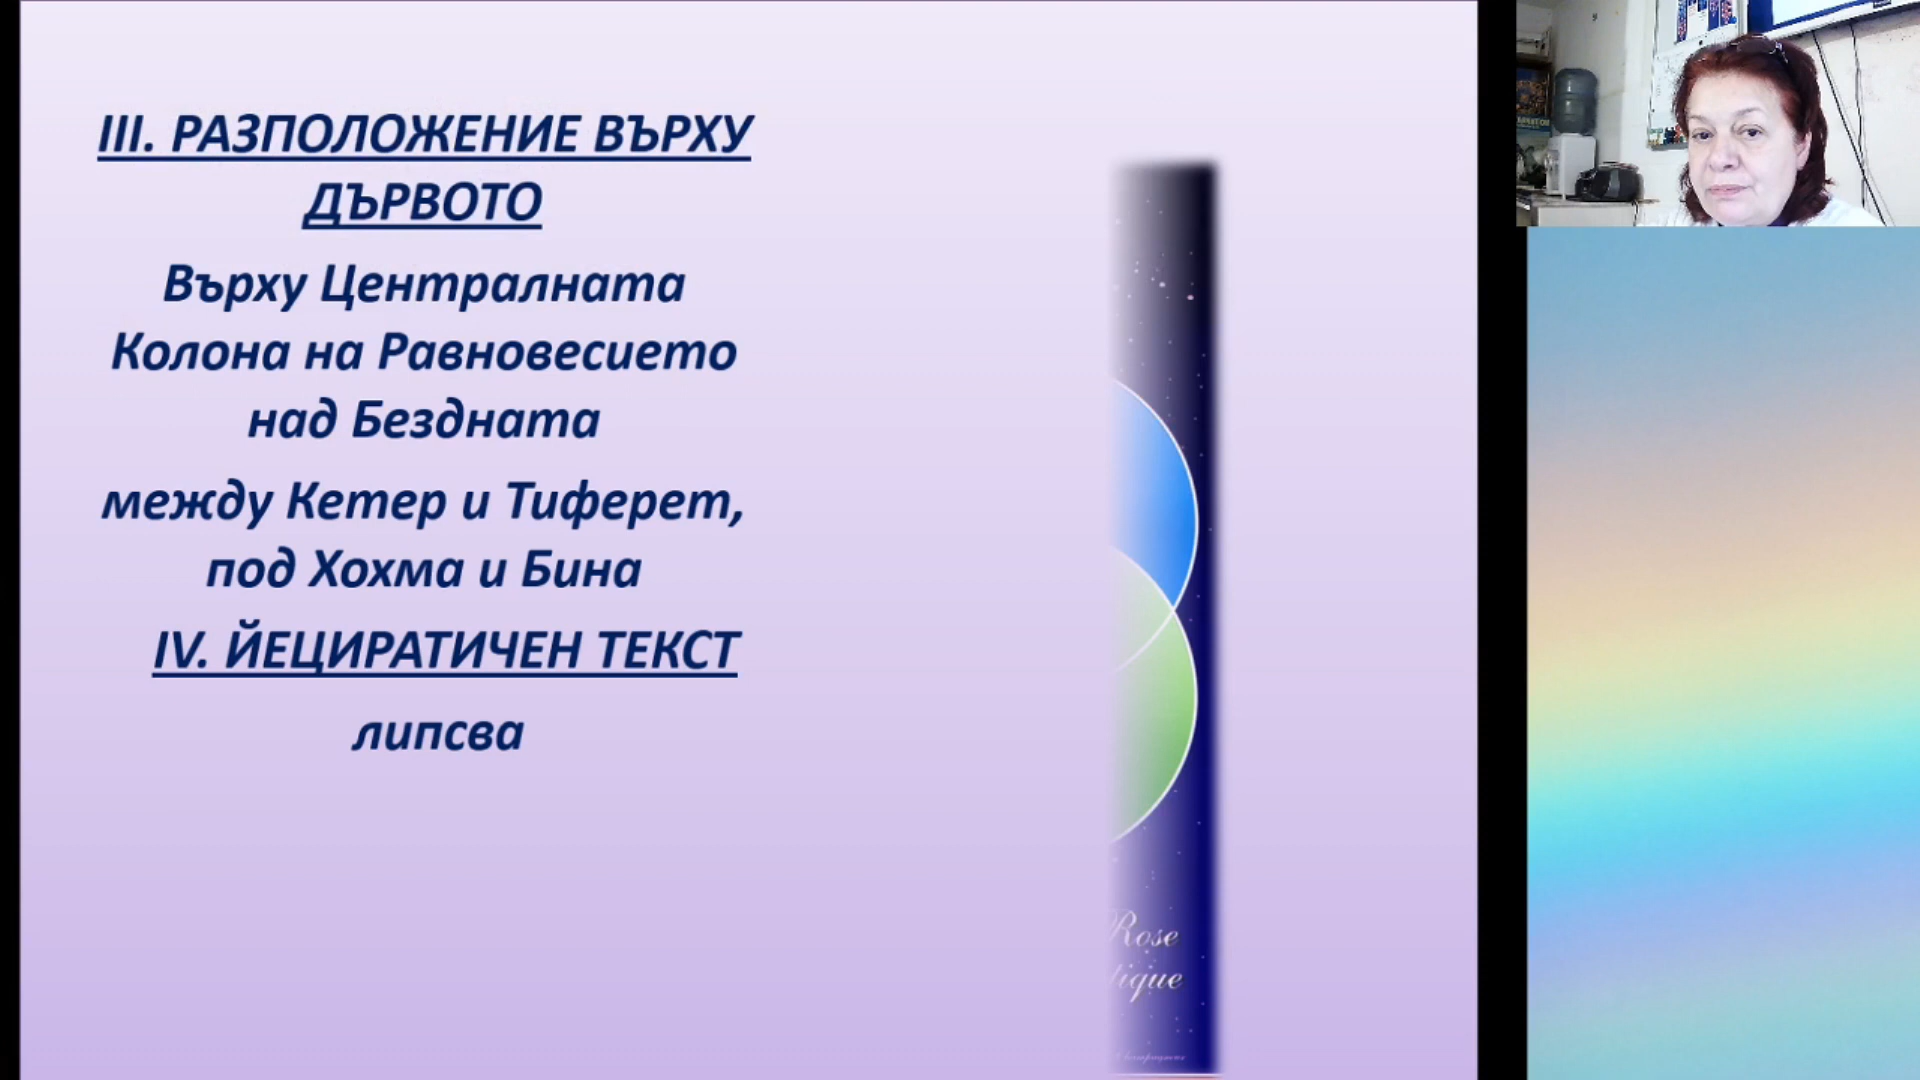 III. РАЗПОЛОЖЕНИЕ ВЪРХУ
ДЪРВОТО
Върху Централната
Колона на Равновесието
над Бездната
между Кетер и Тиферет,
под Хохма и Бина
IV. ЙЕЦИРАТИЧЕН ТЕКСТ
липсва
Rose